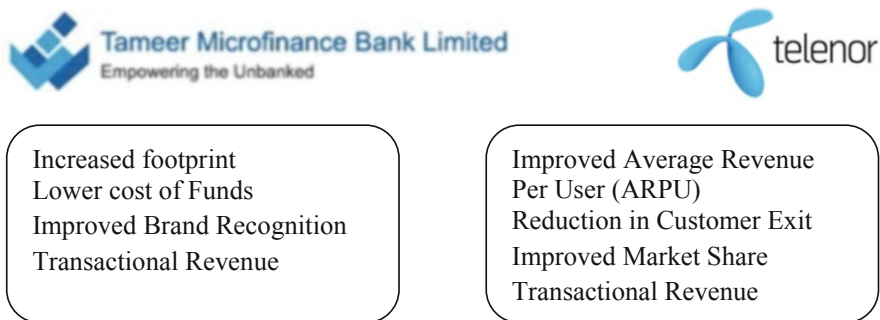 Tameer Microfinance Bank Limited
Empowering the Unbanked
telenor
Increased footprint
Lower cost of Funds
Improved Brand Recognition
Transactional Revenue
Improved Average Revenue
Per User (ARPU)
Reduction in Customer Exit
Improved Market Share
Transactional Revenue